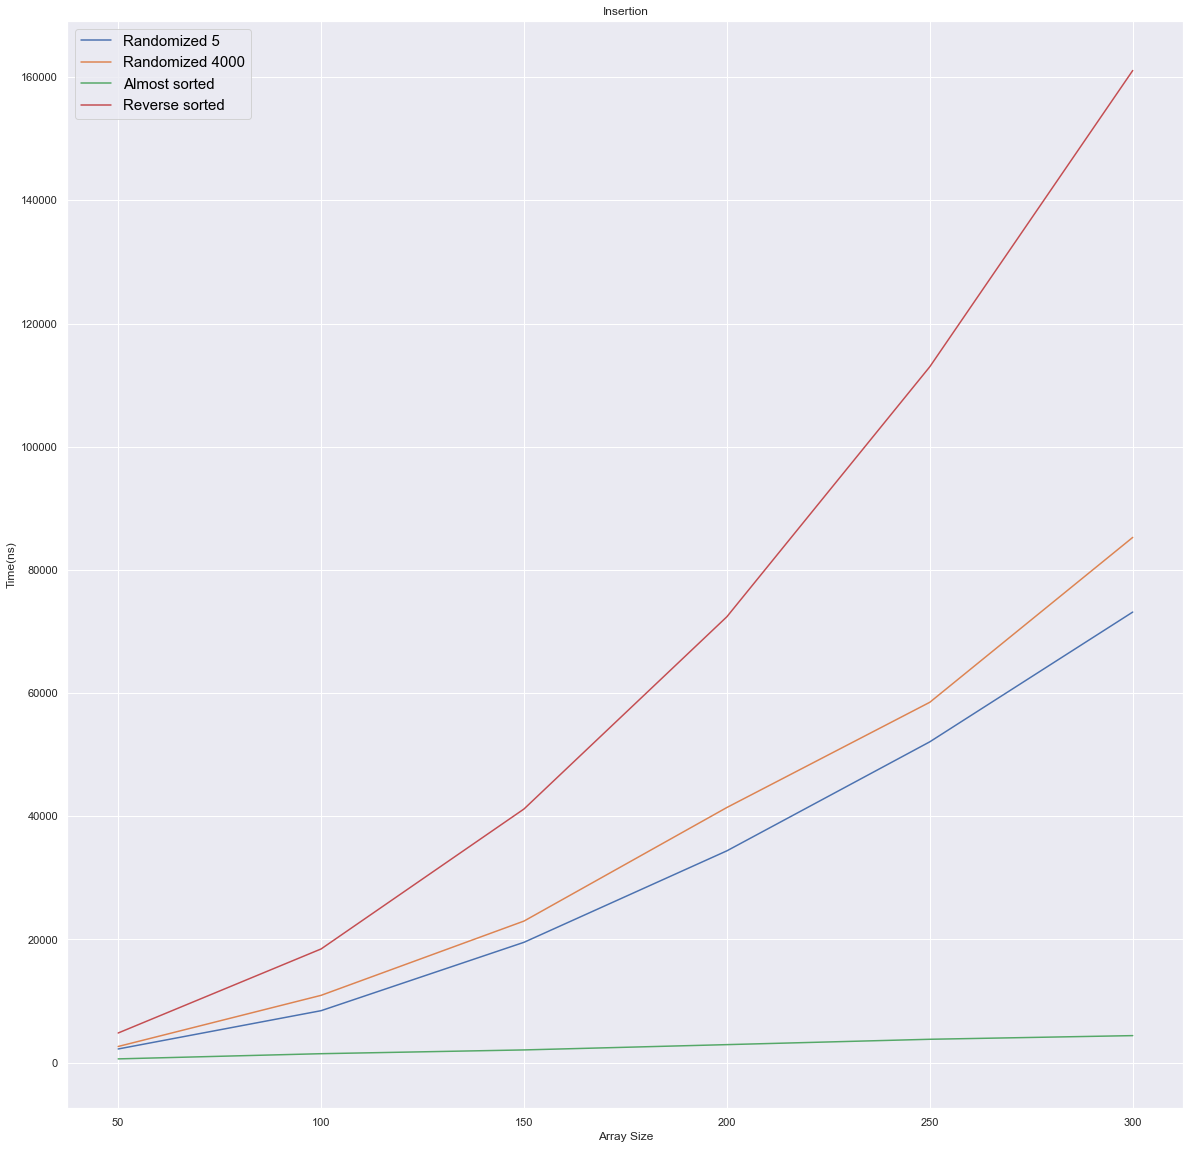 Insertion
Randomized 5
Randomized 4000
Almost sorted
Reverse sorted
160000
140000
120000
100000
80000
60000
40000
20000
0
Time(ns)
50 100 150 200 250 300
Array Size